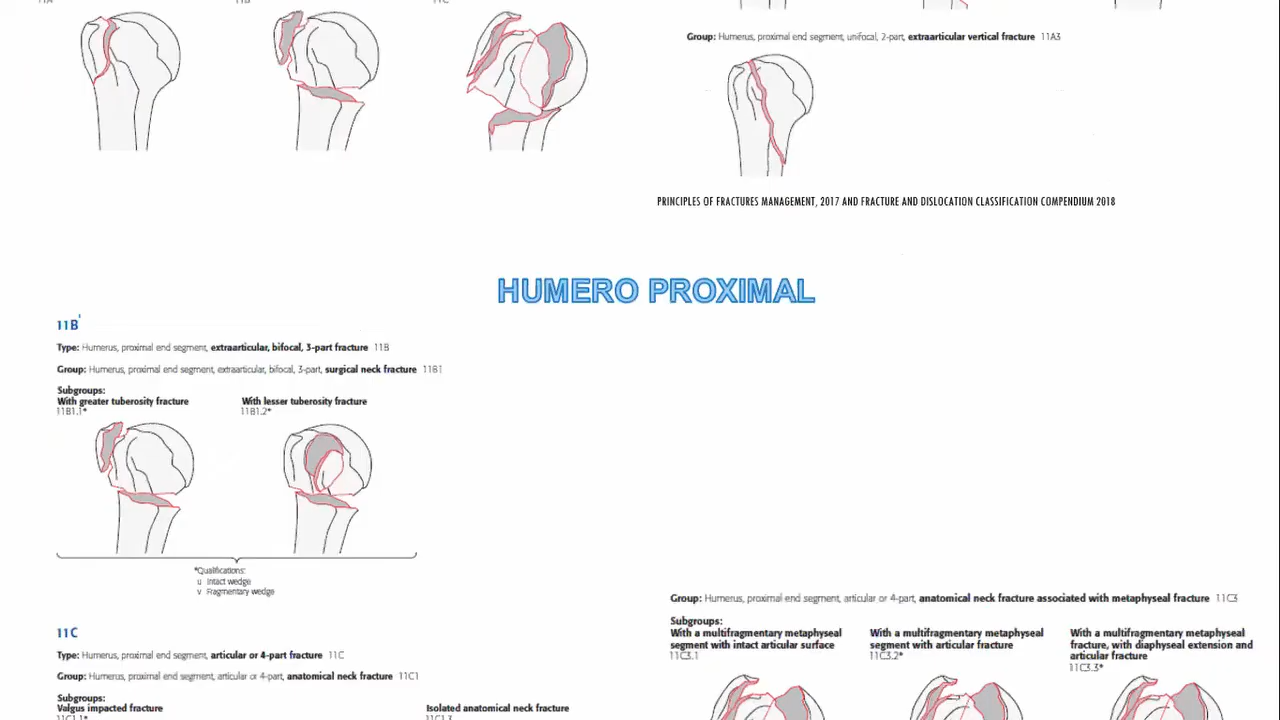 11A 11B 11C
Group: Humerus, proximal end segment, unifocal, 2-part, extraarticular vertical fracture 11A3
PRINCIPLES OF FRACTURES MANAGEMENT, 2017 AND FRACTURE AND DISLOCATION CLASSIFICATION COMPENDIUM 2018
HUMERO PROXIMAL
11B
Type: Humerus, proximal end segment, extraarticular, bifocal, 3-part fracture 11B
Group: Humerus, proximal end segment, extraarticular, bifocal, 3-part, surgical neck fracture 11B1
Subgroups:
With greater tuberosity fracture
11B1.1*
With lesser tuberosity fracture
11B1.2*
*Qualifications:
u Intact wedge
v Fragmentary wedge
11C
Type: Humerus, proximal end segment, articular or 4-part fracture 11C
Group: Humerus, proximal end segment, articular or 4-part, anatomical neck fracture 11C1
Subgroups:
Valgus impacted fracture
11C1.1*
Isolated anatomical neck fracture
11C1.3
Group: Humerus, proximal end segment, articular or 4-part, anatomical neck fracture associated with metaphyseal fracture 11C3
Subgroups:
With a multifragmentary metaphyseal
segment with intact articular surface
11C3.1
With a multifragmentary metaphyseal
segment with articular fracture
11C3.2*
With a multifragmentary metaphyseal
fracture, with diaphyseal extension and
articular fracture
11C3.3*